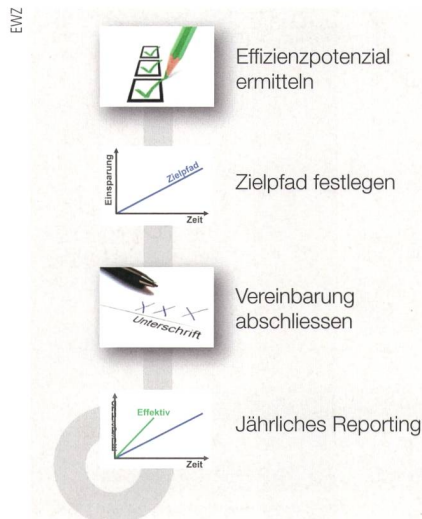 EWZ
Effizienzpotenzial
ermitteln
Einsparung
Zielpfad
Zeit
Zielpfad festlegen
Unterschrift
Vereinbarung
abschliessen
Effektiv
Zeit
Jährliches Reporting